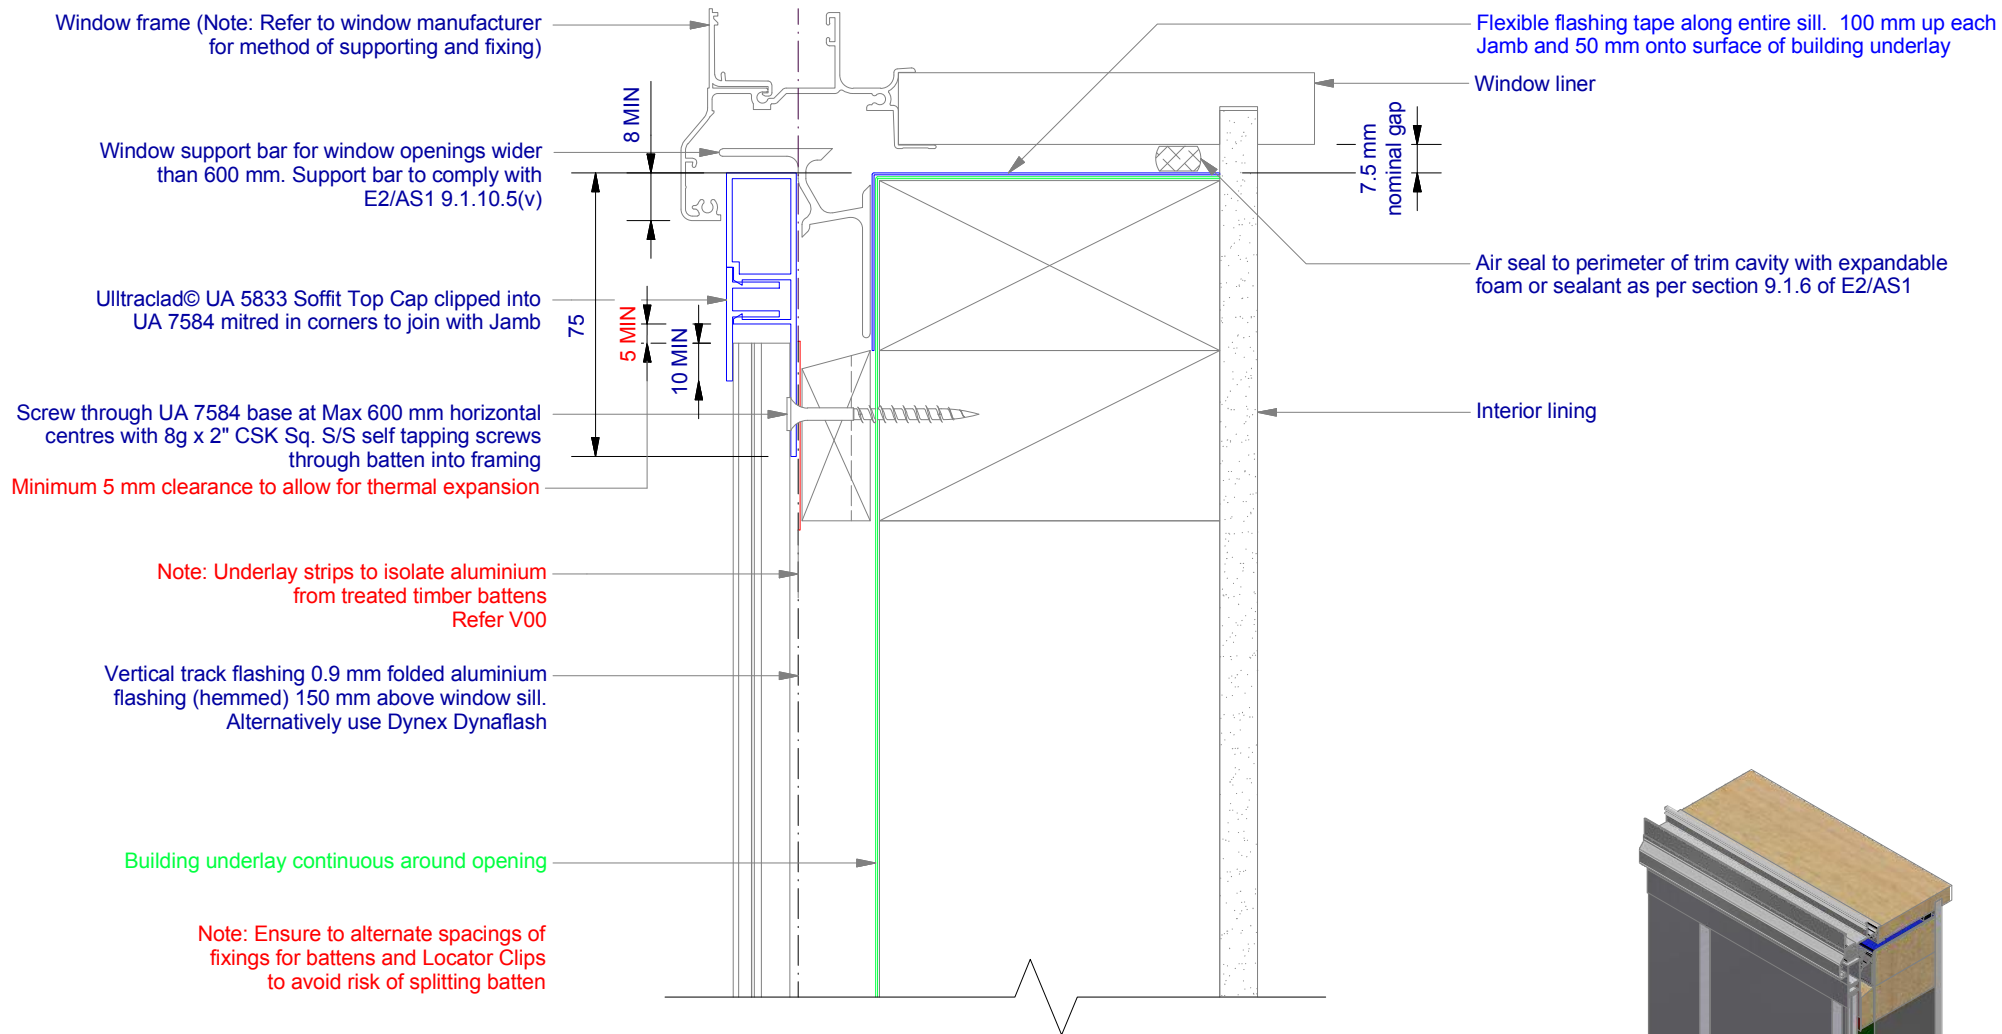 Window frame (Note: Refer to window manufacturer
for method of supporting and fixing)
Window support bar for window openings wider
than 600 mm. Support bar to comply with
E2/AS1 9.1.10.5(v)
Ulltraclad© UA 5833 Soffit Top Cap clipped into
UA 7584 mitred in corners to join with Jamb
Screw through UA 7584 base at Max 600 mm horizontal
centres with 8g x 2" CSK Sq. S/S self tapping screws
through batten into framing
Minimum 5 mm clearance to allow for thermal expansion
Note: Underlay strips to isolate aluminium
from treated timber battens
Refer V00
Vertical track flashing 0.9 mm folded aluminium
flashing (hemmed) 150 mm above window sill.
Alternatively use Dynex Dynaflash
Building underlay continuous around opening
Note: Ensure to alternate spacings of
fixings for battens and Locator Clips
to avoid risk of splitting batten
8 MIN
75
5 MIN
10 MIN
Flexible flashing tape along entire sill.  100 mm up each
Jamb and 50 mm onto surface of building underlay
Window liner
7.5 mm
nominal gap
Air seal to perimeter of trim cavity with expandable
foam or sealant as per section 9.1.6 of E2/AS1
Interior lining